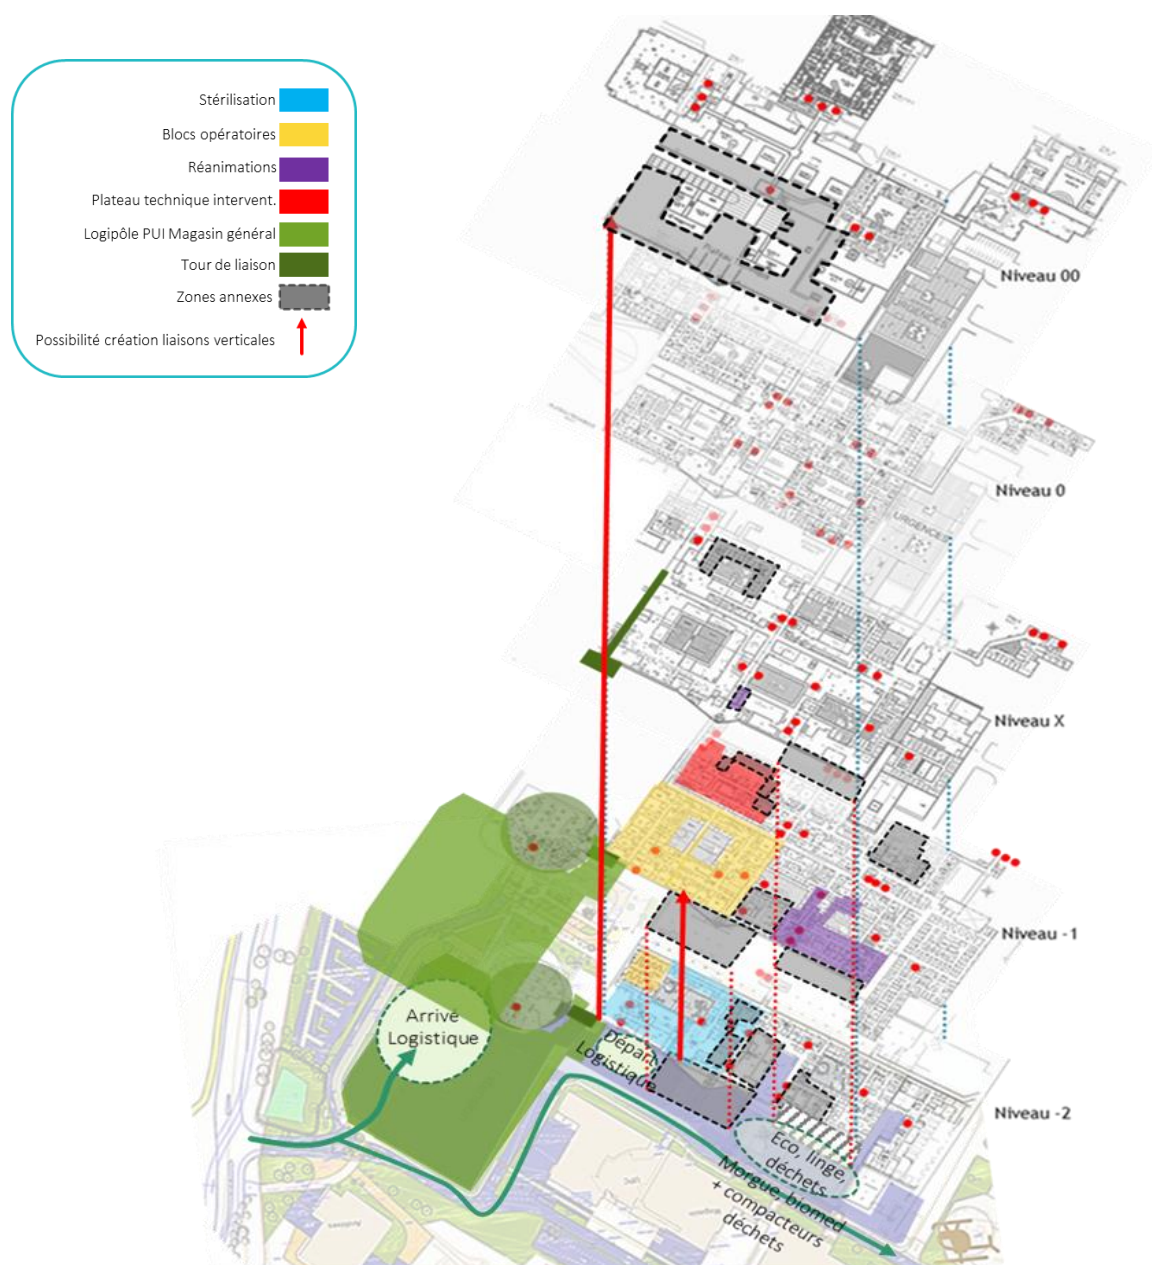 Stérilisation
Blocs opératoires
Réanimations
Plateau technique intervent.
Logipôle PUI Magasin général
Tour de liaison
Zones annexes
Possibilité création liaisons verticales
Niveau 00
Niveau 0
URGENCES
Niveau X
Niveau -1
Arrivé
Logistique
Départ
Logistique
Niveau -2
Eco, linge,
déchets
Morgue, biomed
+ compacteurs
déchets